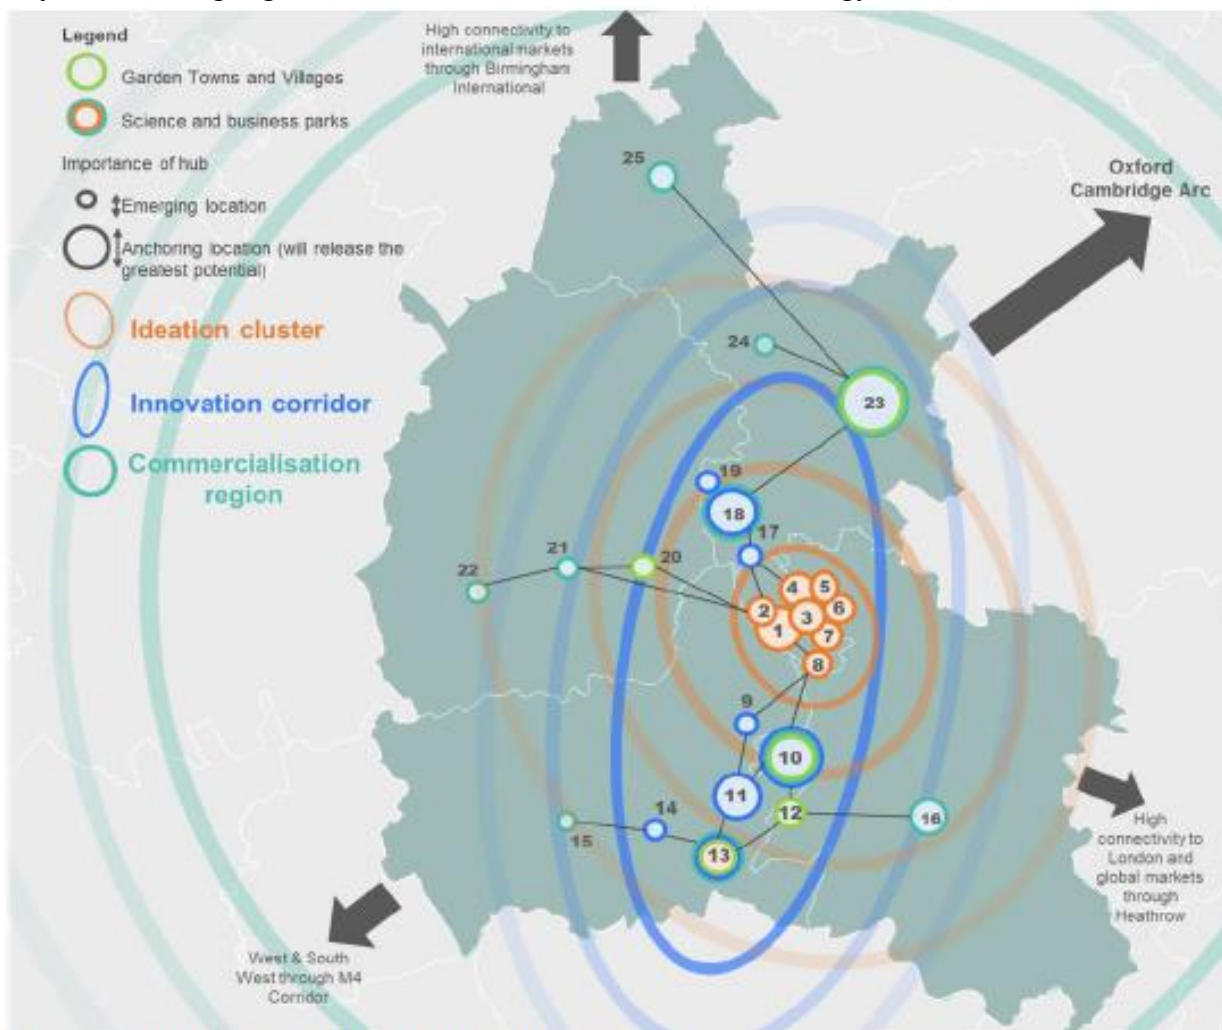 Legend
Garden Towns and Villages
Science and business parks
Importance of hub
Emerging location
Anchoring location (will release the
greatest potential)
Ideation cluster
Innovation corridor
Commercialisation
region
High connectivity to
international markets
through Birmingham
International
Oxford
Cambridge Arc
25
24
23
19
18
17
21
20
22
4
5
2
3
6
1
7
8
9
10
11
14
12
15
13
16
High
connectivity to
London and
global markets
through
Heathrow
West & South
West through M4
Corridor